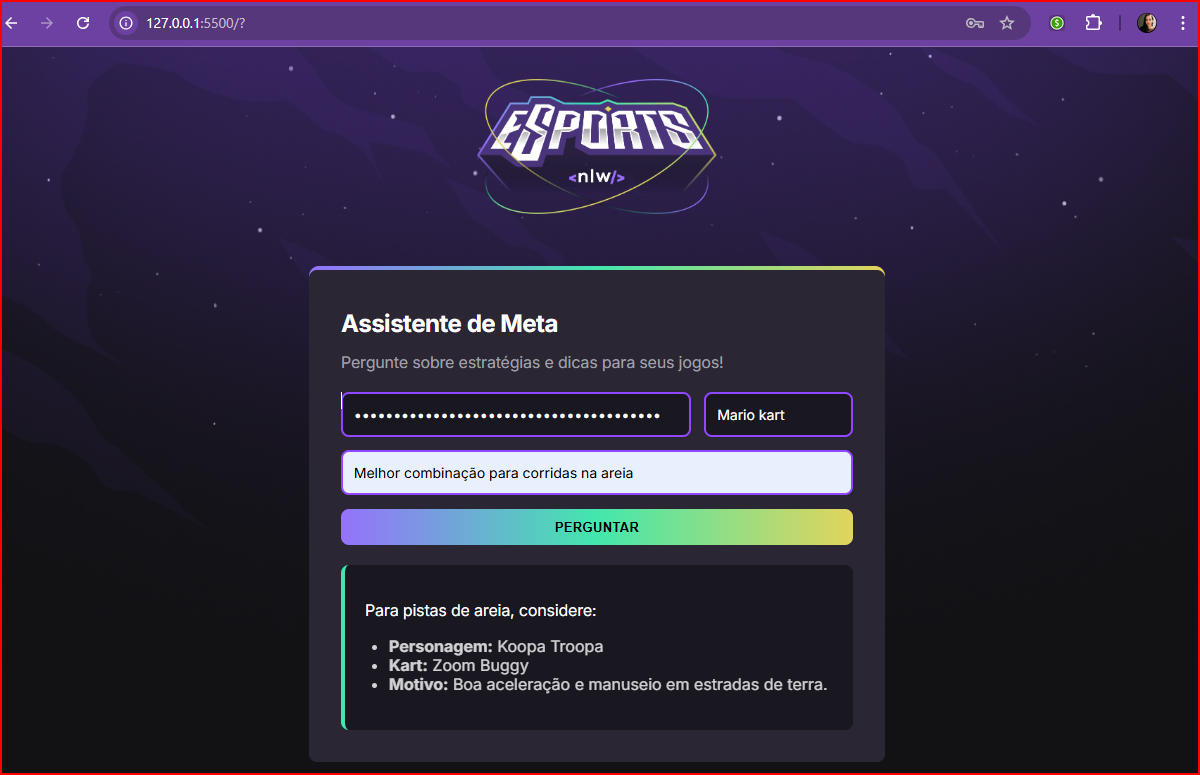 127.0.0.1:5500/?
ESPORTS
<nlw/>
Assistente de Meta
Pergunte sobre estratégias e dicas para seus jogos!
•••••••••••••••••••••••••••••••••••••••
Mario kart
Melhor combinação para corridas na areia
PERGUNTAR
Para pistas de areia, considere:
• Personagem: Koopa Troopa
• Kart: Zoom Buggy
• Motivo: Boa aceleração e manuseio em estradas de terra.